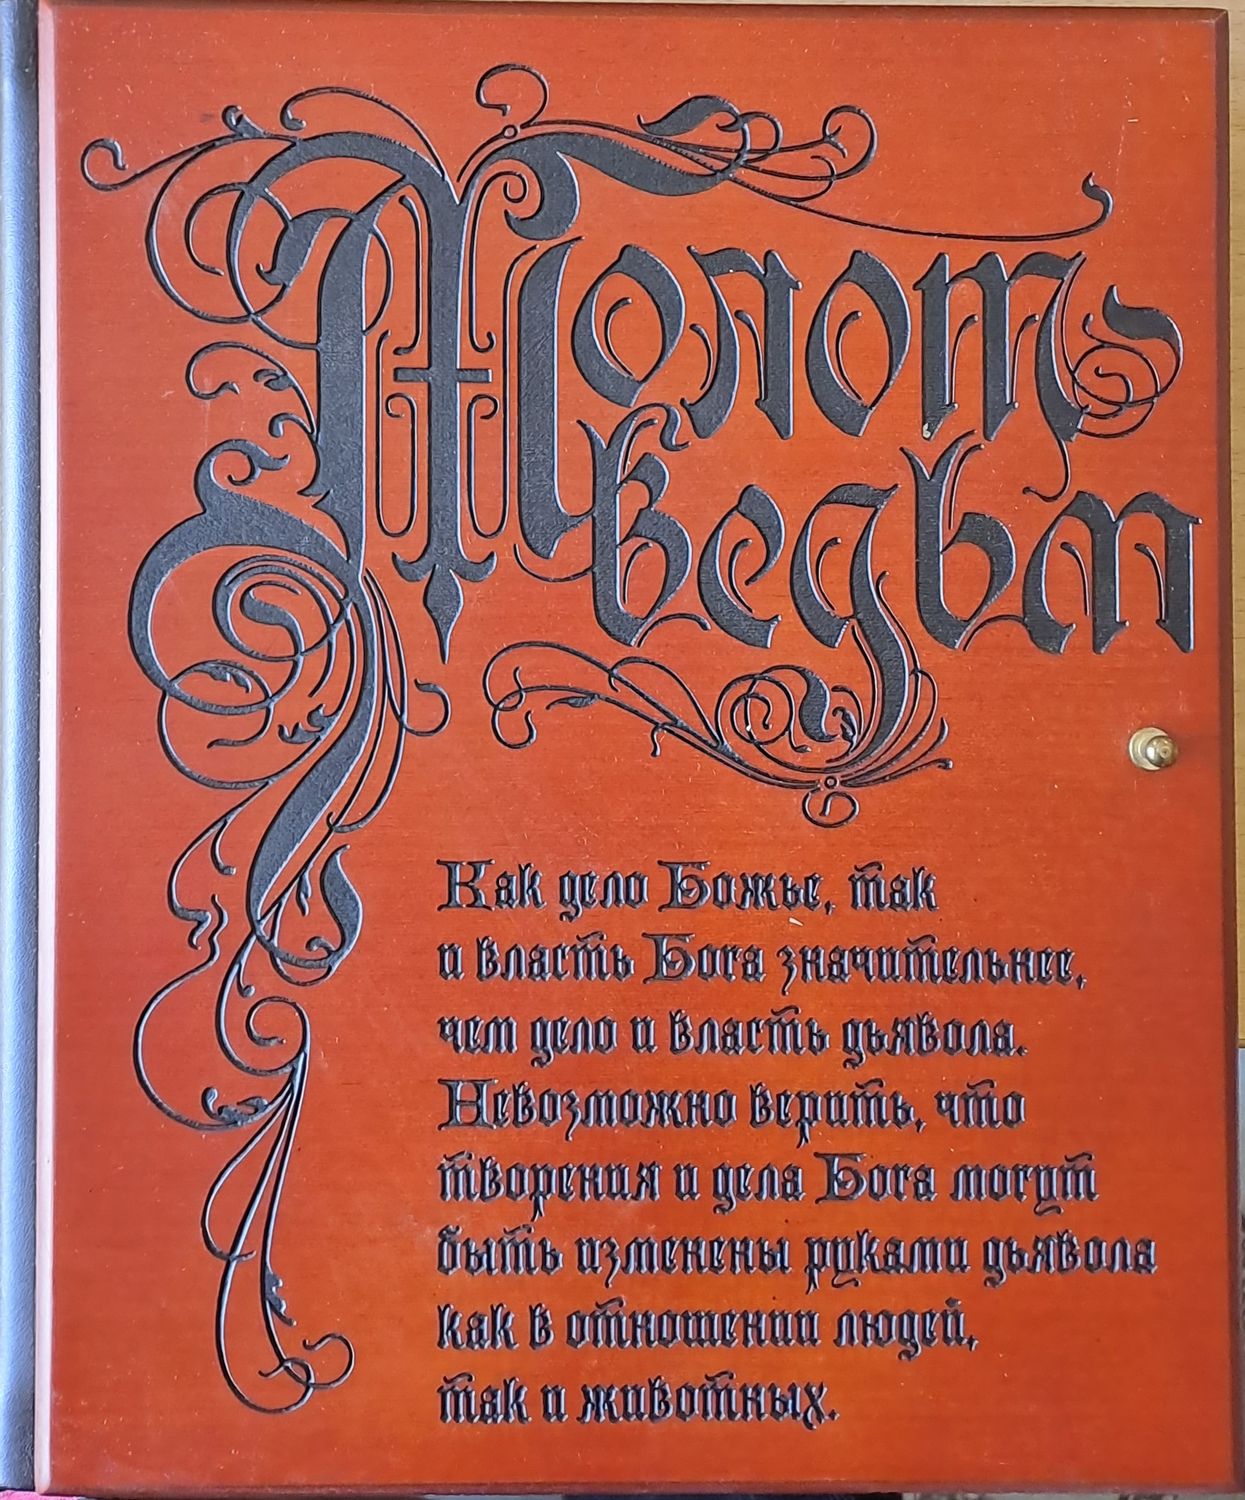 Молотъ
ведьм
Как дело Божье, так
и власть Бога значительнее,
чем дело и власть дьявола.
Невозможно верить, что
творения и дела Бога могут
быть изменены руками дьявола
как в отношении людей,
так и животных.